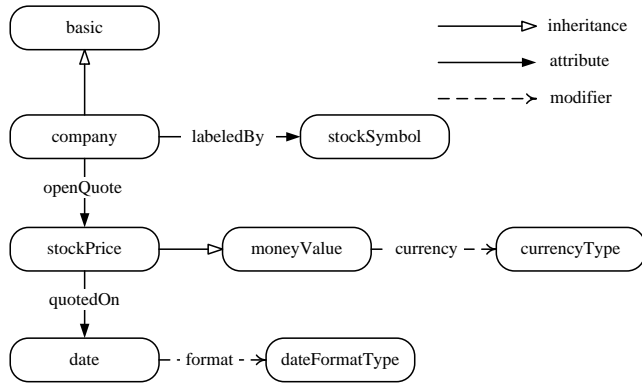 basic
inheritance
attribute
modifier
company labeledBy stockSymbol
openQuote
stockPrice moneyValue currency currencyType
quotedOn
date format dateFormatType